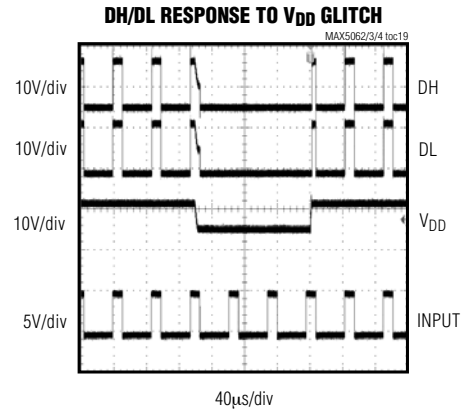 DH/DL RESPONSE TO VDD GLITCH
MAX5062/3/4 toc19
10V/div DH
10V/div DL
10V/div VDD
5V/div INPUT
40µs/div